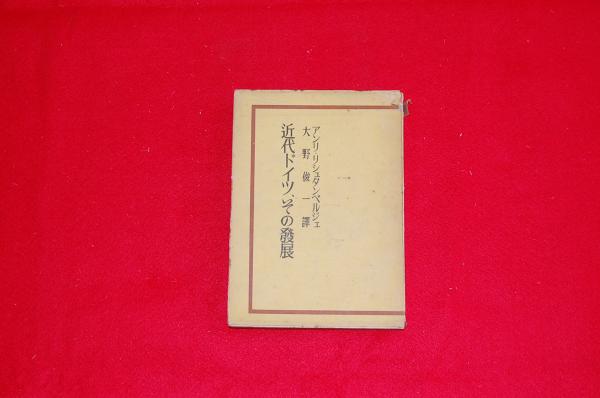 アンリ・リシュタンベルジェ
大野俊一譯
近代ドイツ、その發展